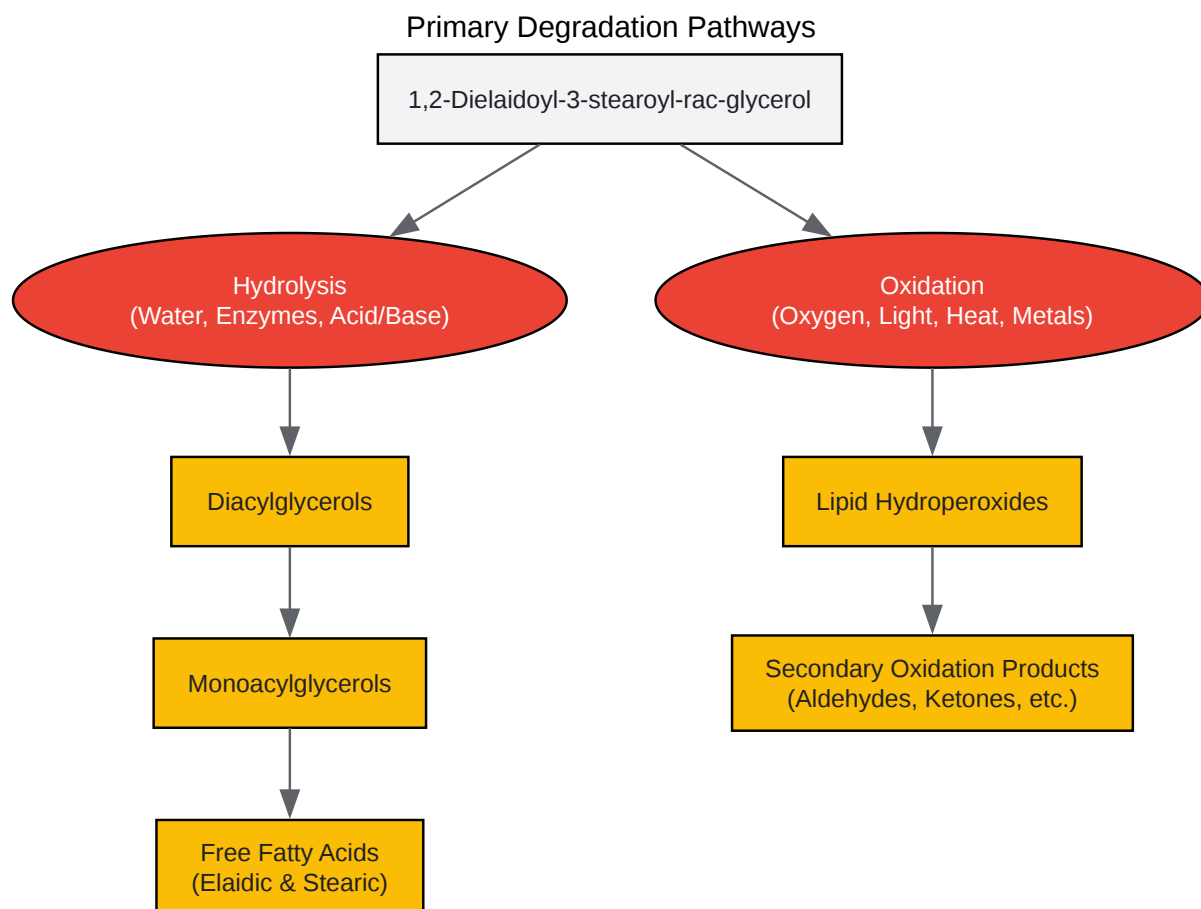 Primary Degradation Pathways
1,2-Dielaidoyl-3-stearoyl-rac-glycerol
Hydrolysis
(Water, Enzymes, Acid/Base)
Oxidation
(Oxygen, Light, Heat, Metals)
Diacylglycerols
Lipid Hydroperoxides
Monoacylglycerols
Secondary Oxidation Products
(Aldehydes, Ketones, etc.)
Free Fatty Acids
(Elaidic & Stearic)